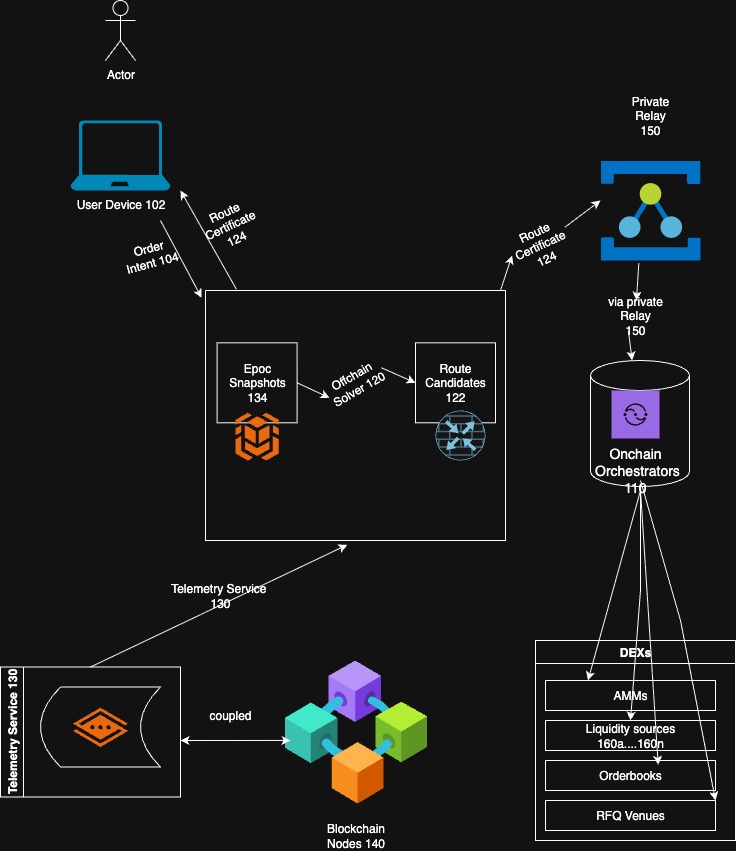 Actor
User Device 102
Private
Relay
150
Route
Certificate
124
Order
Intent 104
Route
Certificate
124
via private
Relay
150
Epoc
Snapshots
134
Offchain
Solver 120
Route
Candidates
122
Onchain
Orchestrators
110
Telemetry Service
130
Telemetry Service 130
coupled
Blockchain
Nodes 140
DEXs
AMMs
Liquidity sources
160a....160n
Orderbooks
RFQ Venues